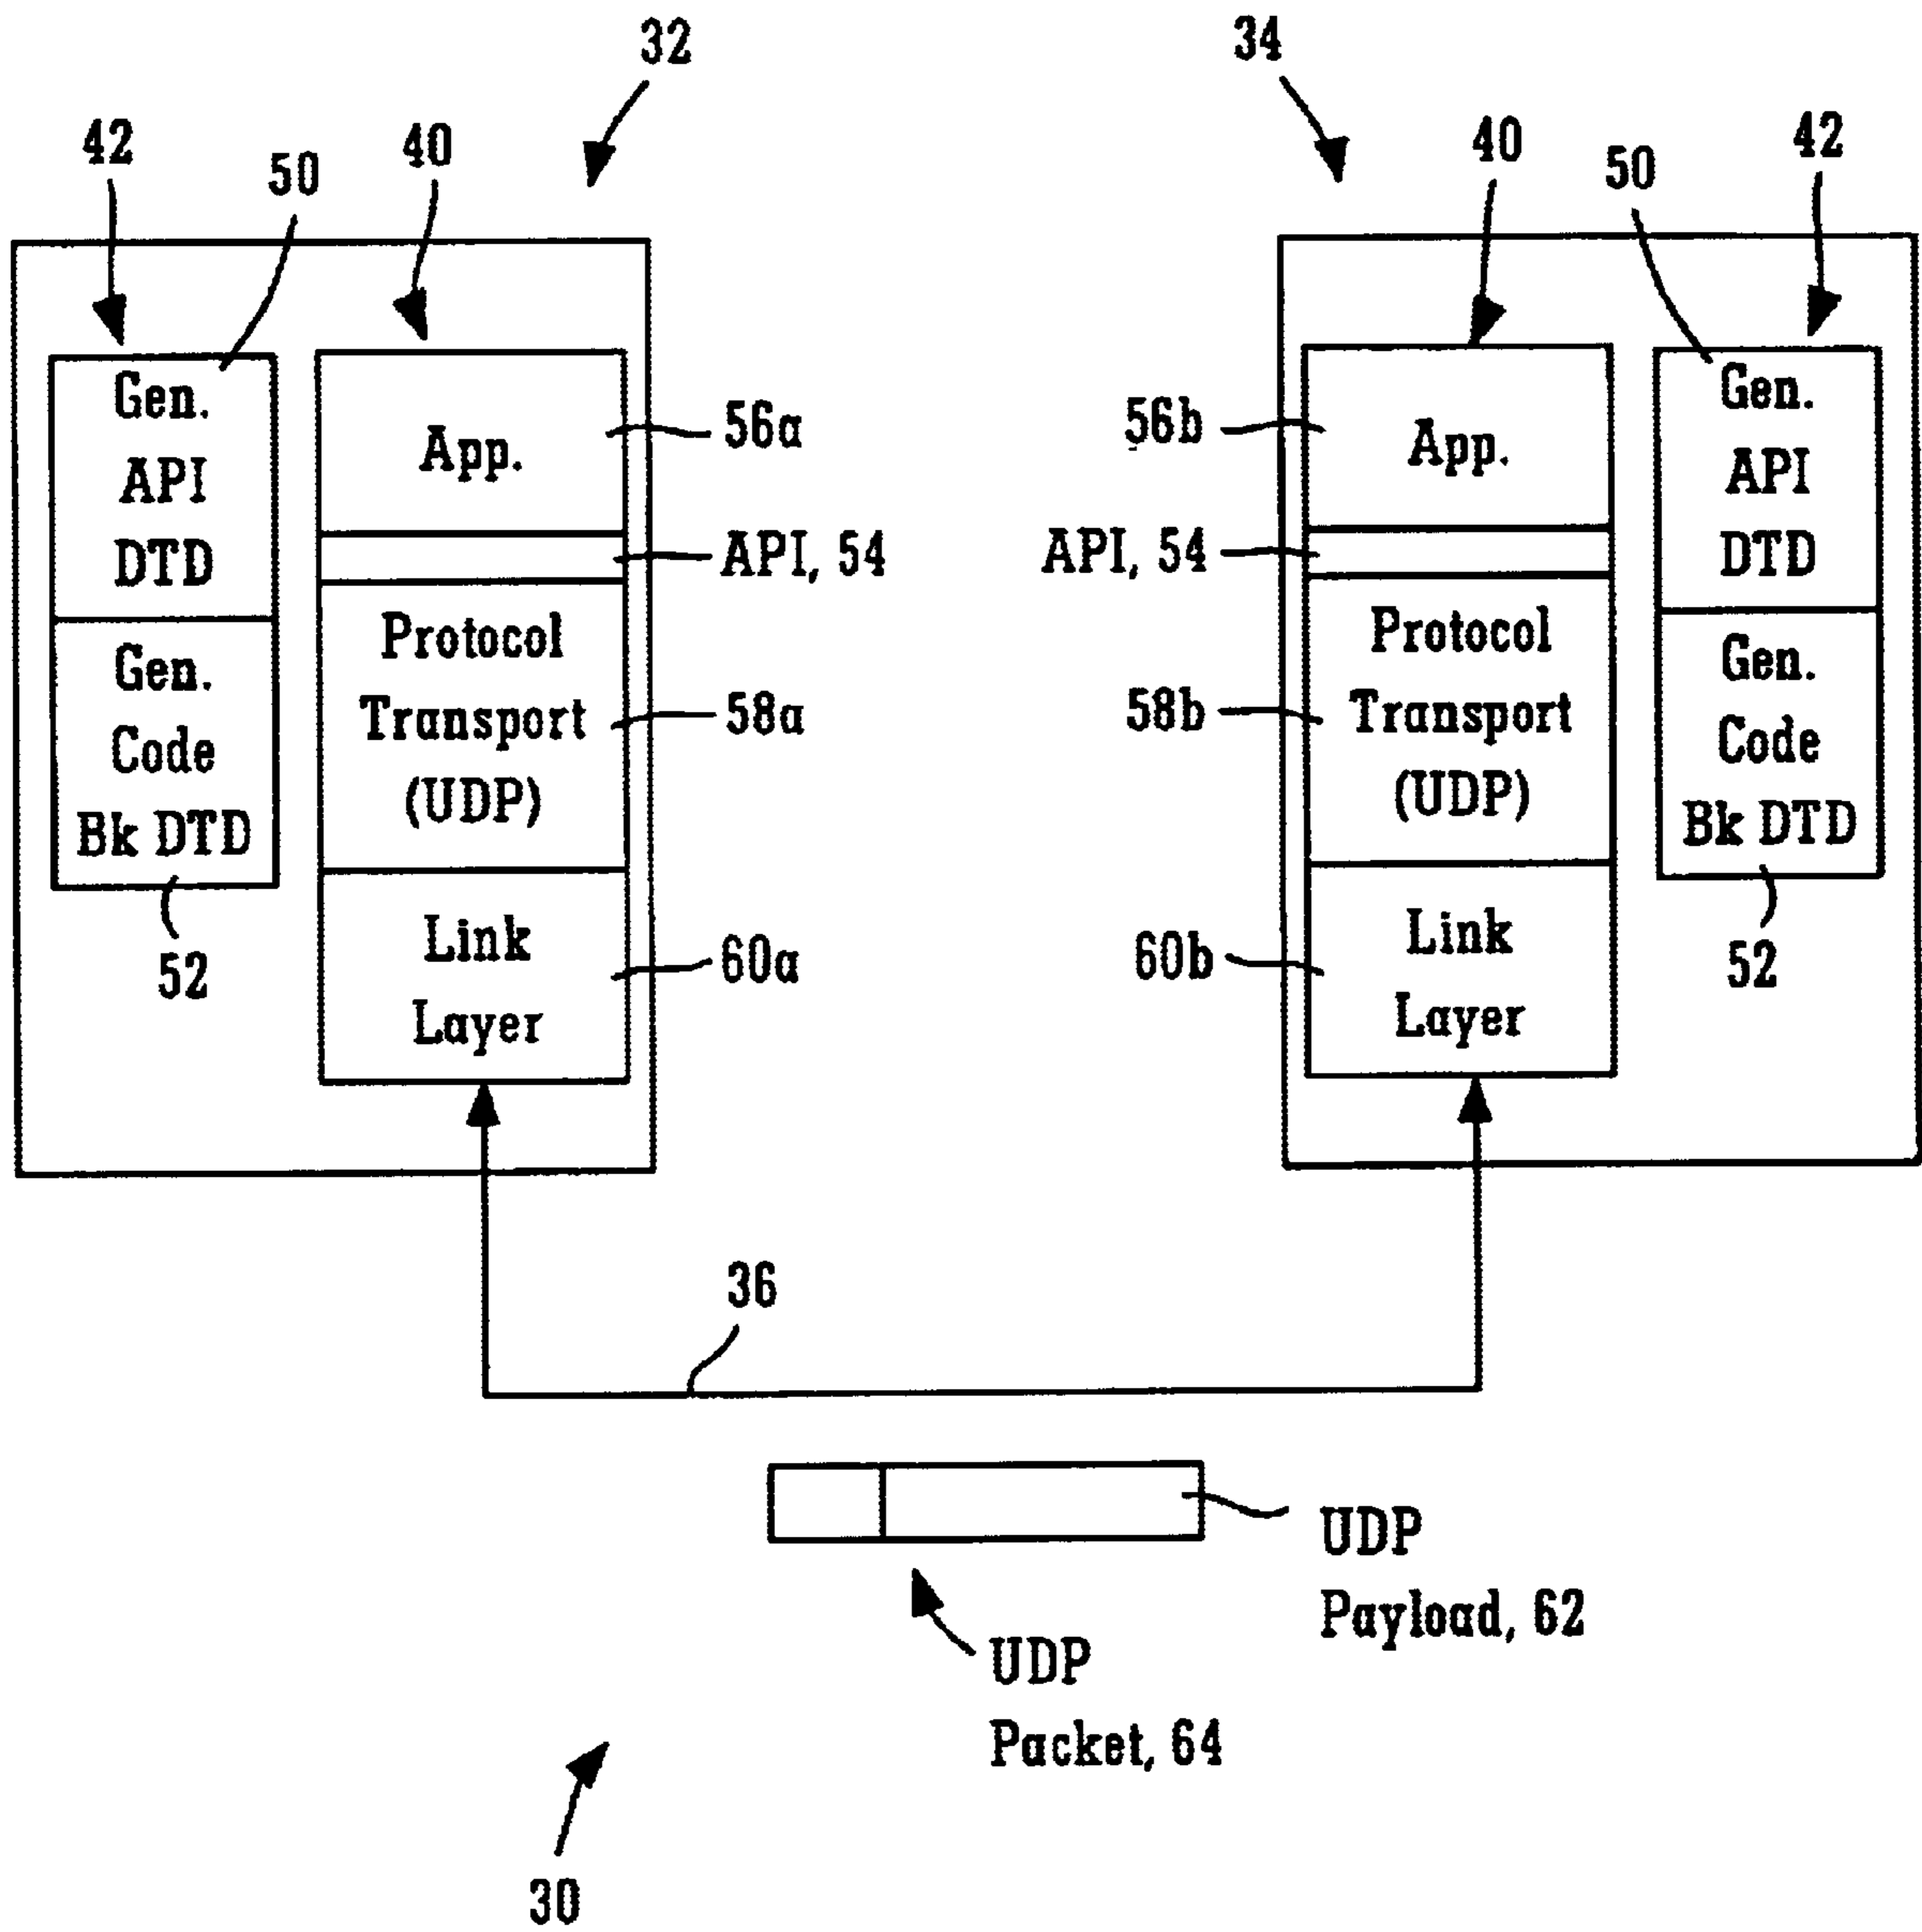 32
34
42
50
40
40
50
42
Gen.
API
DTD
Gen.
Code
Bk DTD
52
App.
Protocol
Transport
(UDP)
Link
Layer
56a
API, 54
58a
60a
56b
API, 54
58b
60b
App.
Protocol
Transport
(UDP)
Link
Layer
Gen.
API
DTD
Gen.
Code
Bk DTD
52
36
UDP
Payload, 62
UDP
Packet, 64
30